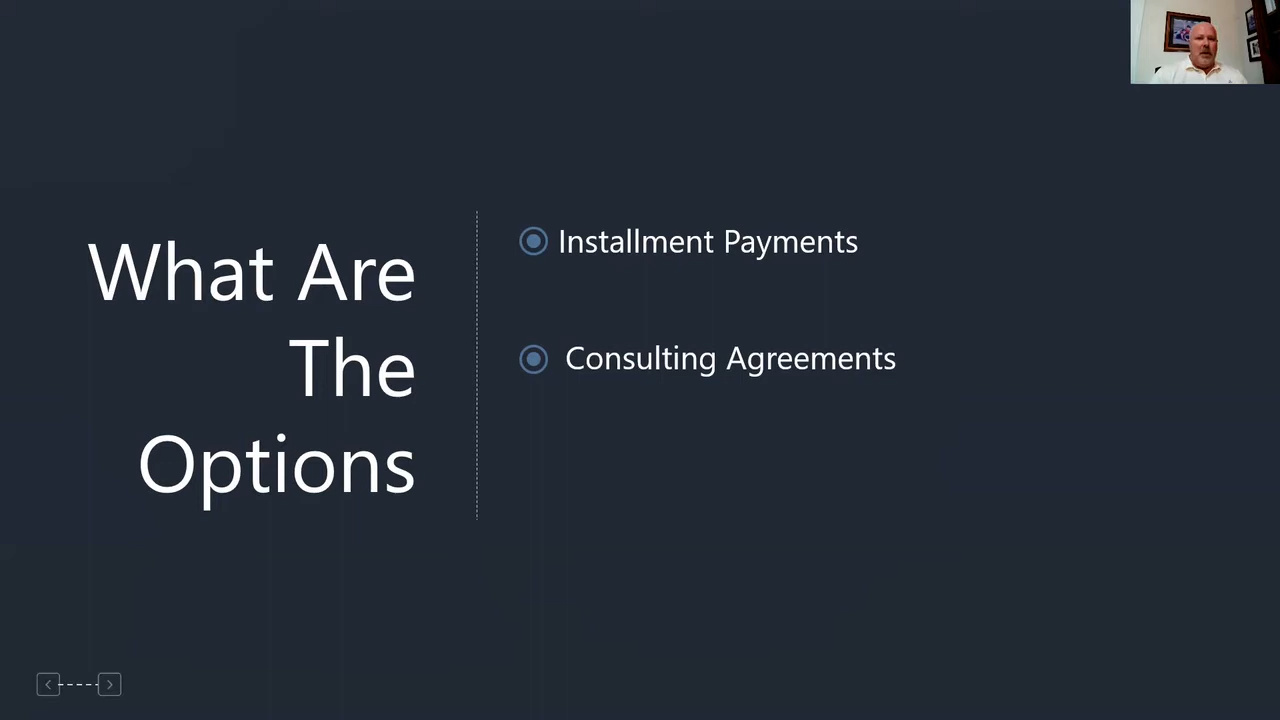 What Are
The
Options
Installment Payments
Consulting Agreements